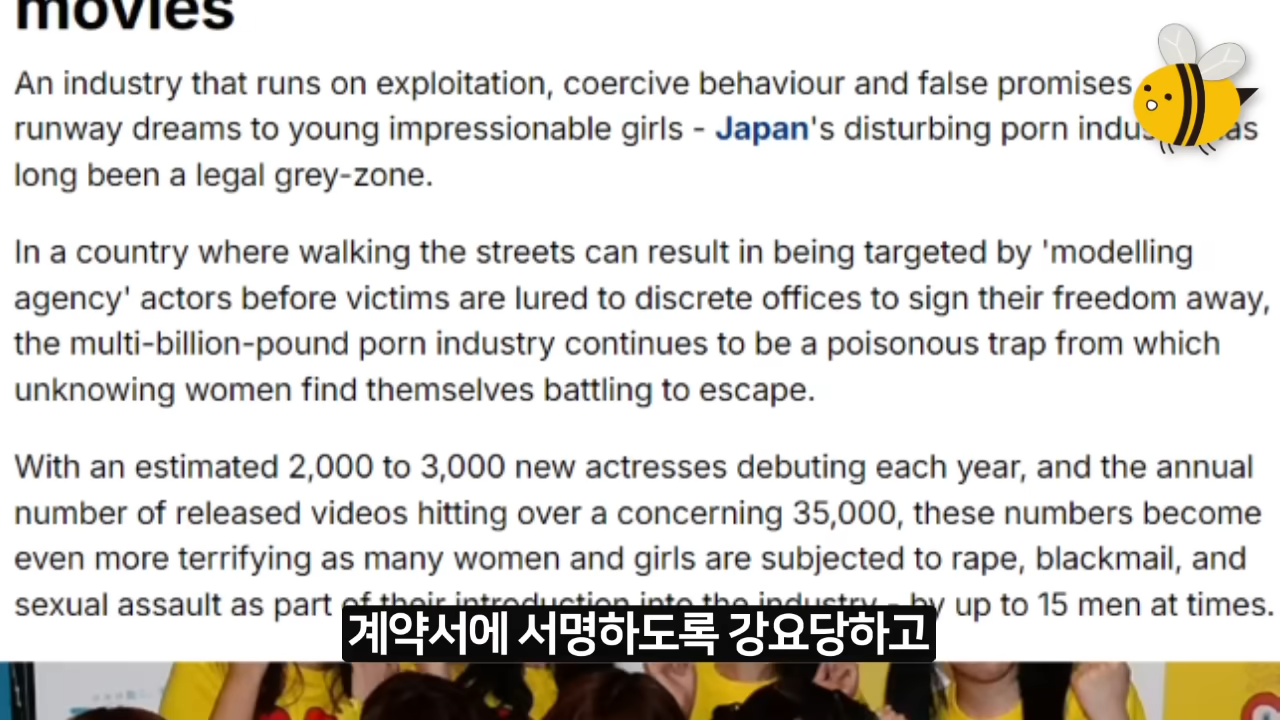 movies
An industry that runs on exploitation, coercive behaviour and false promises
runway dreams to young impressionable girls - Japan's disturbing porn indus as
long been a legal grey-zone.
In a country where walking the streets can result in being targeted by 'modelling
agency' actors before victims are lured to discrete offices to sign their freedom away,
the multi-billion-pound porn industry continues to be a poisonous trap from which
unknowing women find themselves battling to escape.
With an estimated 2,000 to 3,000 new actresses debuting each year, and the annual
number of released videos hitting over a concerning 35,000, these numbers become
even more terrifying as many women and girls are subjected to rape, blackmail, and
sexual assault as part of their introduction into the industry - by up to 15 men at times.
계약서에 서명하도록 강요당하고